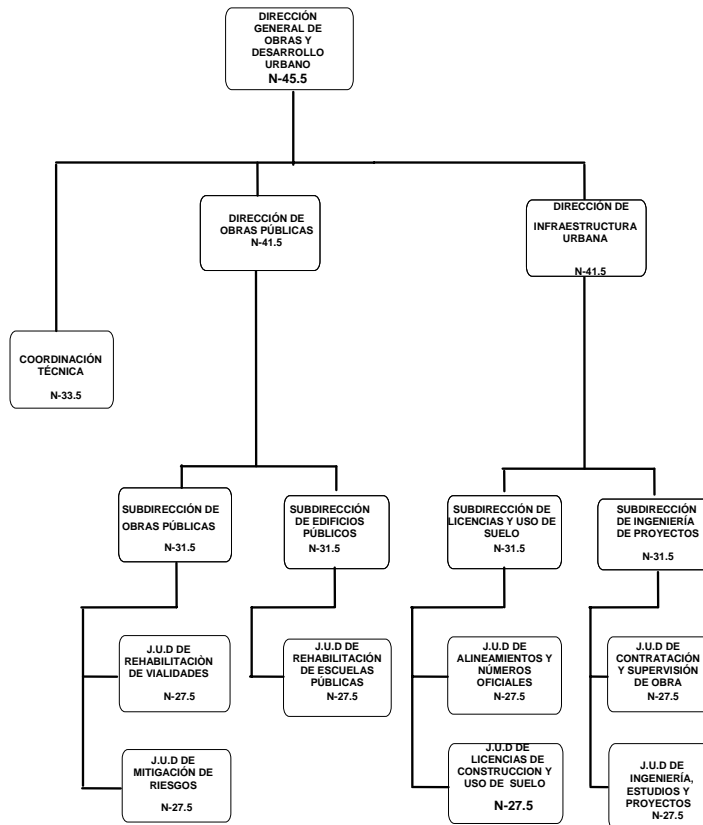 DIRECCIÓN
GENERAL DE
OBRAS Y
DESARROLLO
URBANO
N-45.5
DIRECCIÓN DE
OBRAS PÚBLICAS
N-41.5
DIRECCIÓN DE
INFRAESTRUCTURA
URBANA
N-41.5
COORDINACIÓN
TÉCNICA
N-33.5
SUBDIRECCIÓN DE
OBRAS PÚBLICAS
N-31.5
SUBDIRECCIÓN
DE EDIFICIOS
PÚBLICOS
N-31.5
SUBDIRECCIÓN DE
LICENCIAS Y USO DE
SUELO
N-31.5
SUBDIRECCIÓN
DE INGENIERÍA
DE PROYECTOS
N-31.5
J.U.D DE
REHABILITACIÒN
DE VIALIDADES
N-27.5
J.U.D DE
REHABILITACIÓN
DE ESCUELAS
PÚBLICAS
N-27.5
J.U.D DE
ALINEAMIENTOS Y
NÚMEROS
OFICIALES
N-27.5
J.U.D DE
CONTRATACIÓN
Y SUPERVISIÓN
DE OBRA
N-27.5
J.U.D DE
MITIGACIÓN DE
RIESGOS
N-27.5
J.U.D DE
LICENCIAS DE
CONSTRUCCION Y
USO DE SUELO
N-27.5
J.U.D DE
INGENIERÍA,
ESTUDIOS Y
PROYECTOS
N-27.5